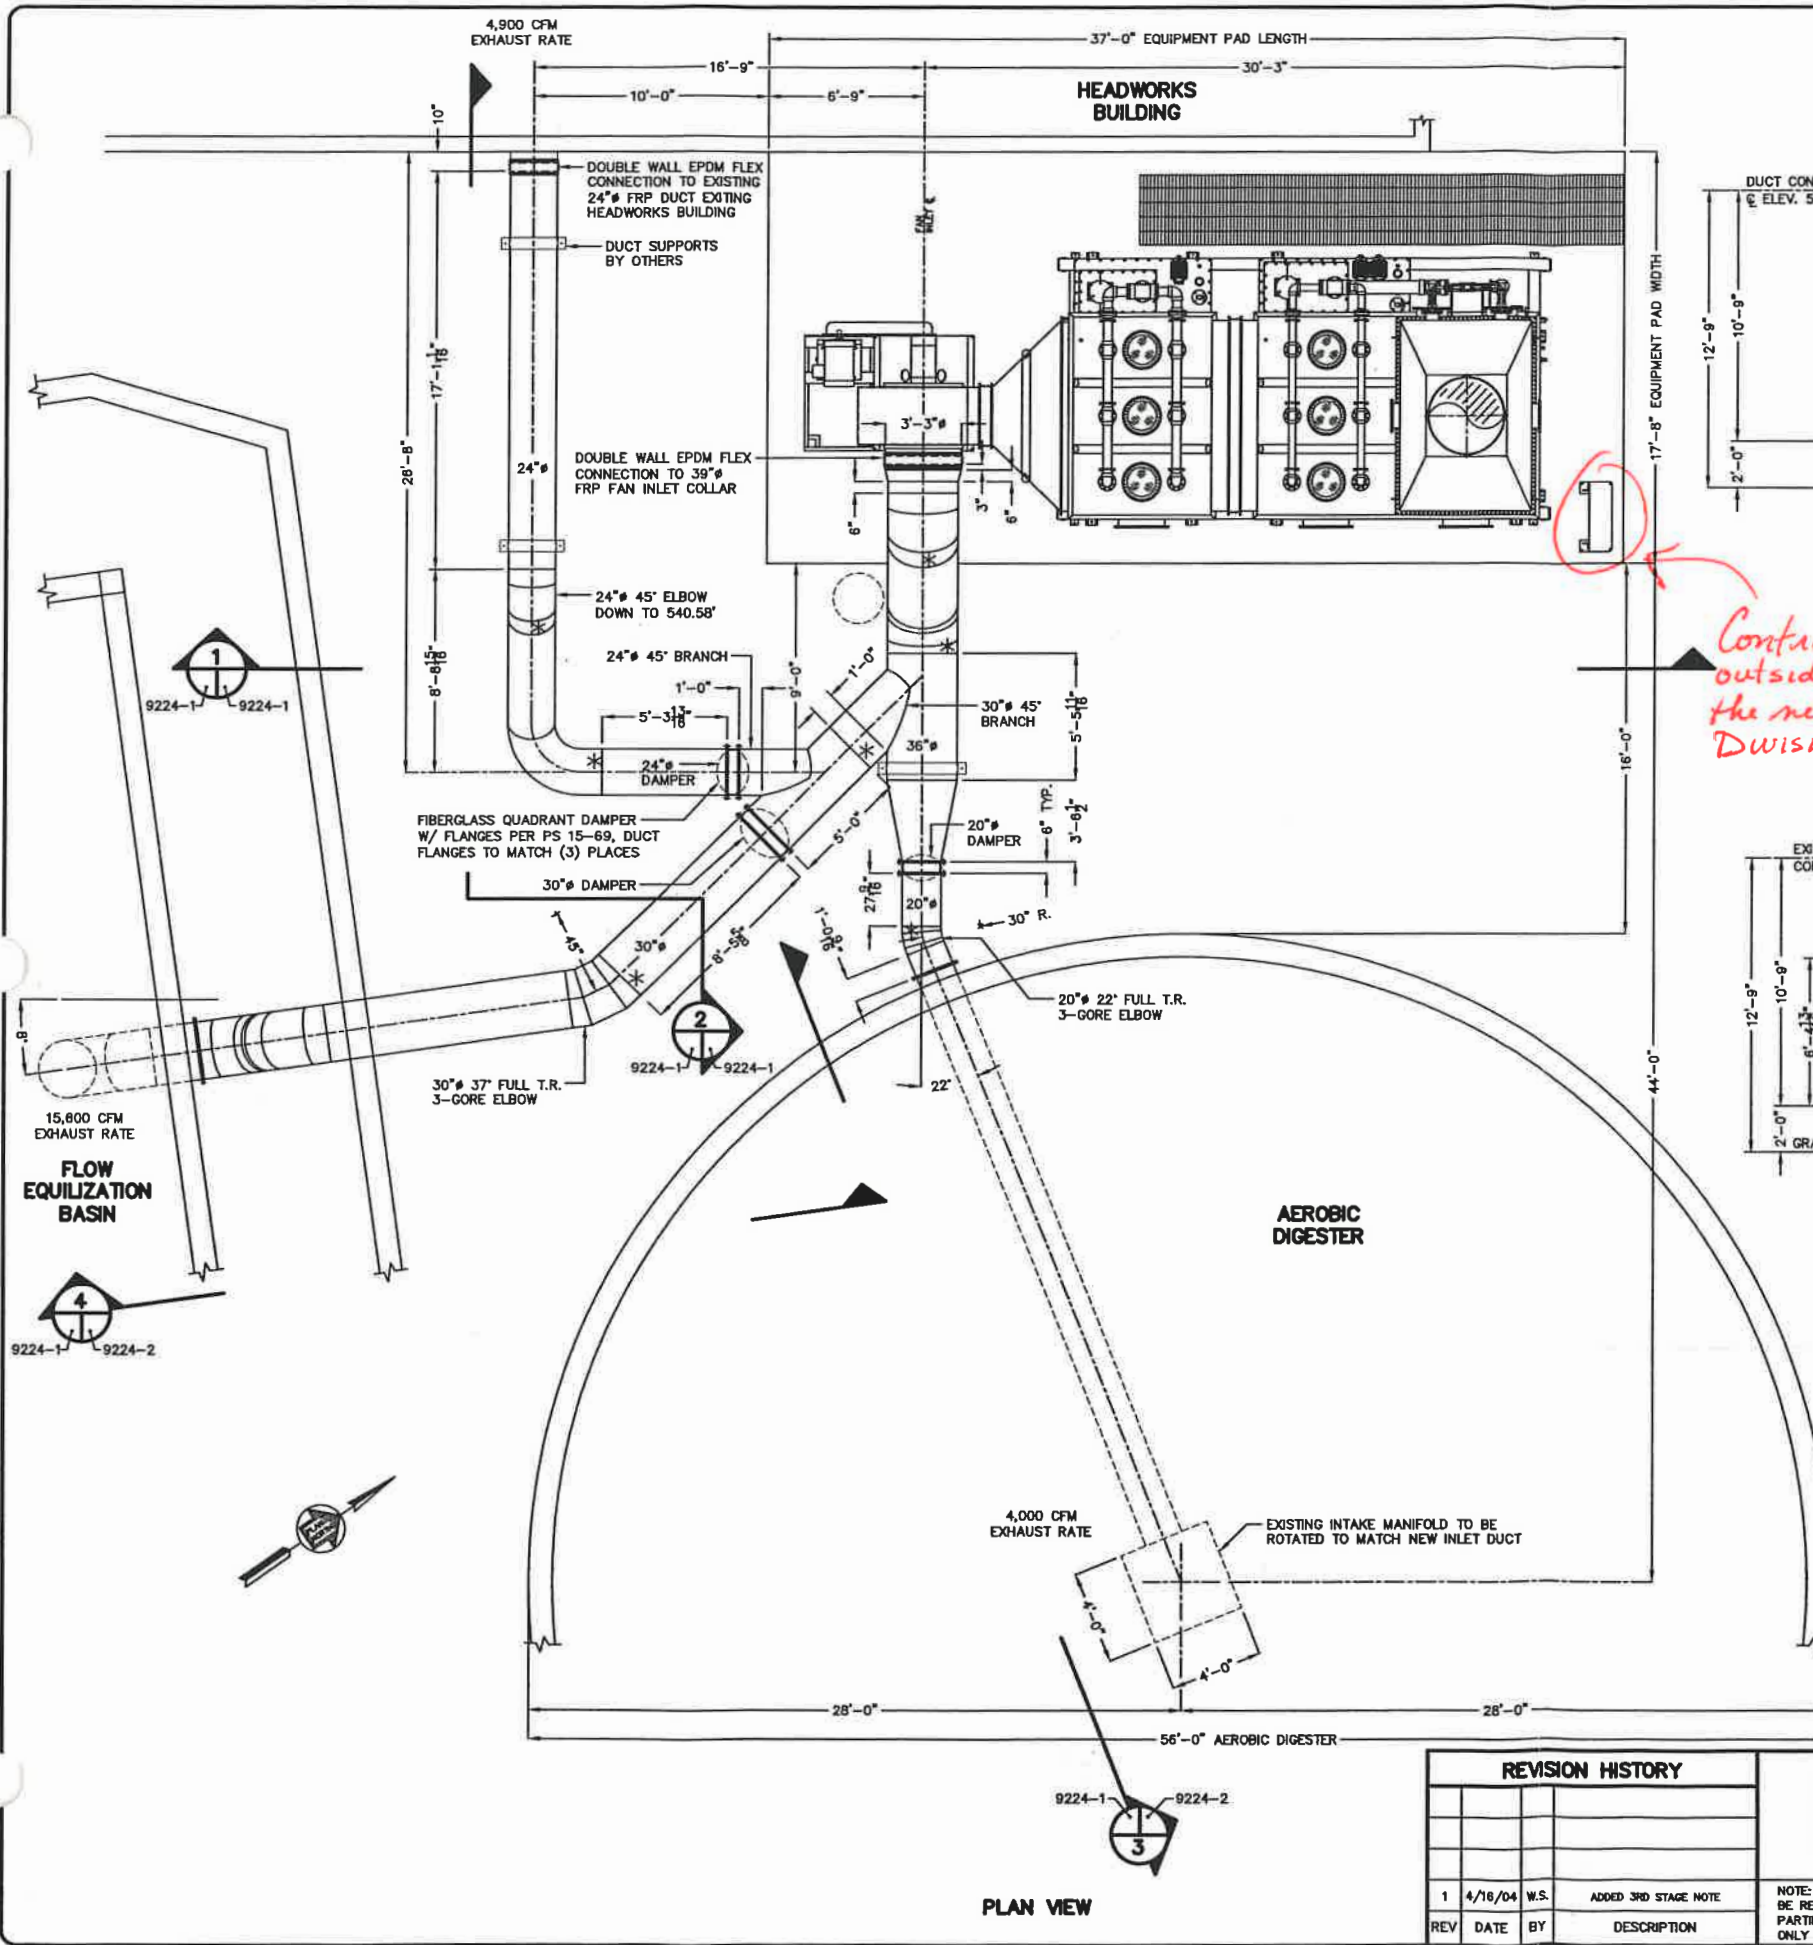 4,900 CFM
EXHAUST RATE
37'-0" EQUIPMENT PAD LENGTH
16'-9"
30'-3"
10'-0"
6'-9"
HEADWORKS
BUILDING
10"
DOUBLE WALL EPDM FLEX
CONNECTION TO EXISTING
24"ø FRP DUCT EXITING
HEADWORKS BUILDING
DUCT SUPPORTS
BY OTHERS
FAN
INLET ℄
DUCT CON
℄ ELEV. 5
12'-9"
10'-9"
2'-0"
17'-8" EQUIPMENT PAD WIDTH
17'-1 1/16"
26'-8"
24"ø
3'-3"ø
DOUBLE WALL EPDM FLEX
CONNECTION TO 39"ø
FRP FAN INLET COLLAR
6"
3"
6"
24"ø 45° ELBOW
DOWN TO 540.58'
1
9224-1
9224-1
8'-8 15/16"
24"ø 45° BRANCH
1'-0"
9'-0"
1'-0"
5'-3 13/16"
30"ø 45°
BRANCH
5'-5 11/16"
36"ø
24"ø
DAMPER
16'-0"
Contr
outsid
the ne
FIBERGLASS QUADRANT DAMPER
W/ FLANGES PER PS 15-69, DUCT
FLANGES TO MATCH (3) PLACES
5'-0"
20"ø
DAMPER
6" TYP.
3'-6 1/2"
30"ø DAMPER
27 9/16"
20"ø
30" R.
45°
30"ø
8'-5 5/8"
20"ø 22° FULL T.R.
3-GORE ELBOW
2
9224-1
9224-1
22°
30"ø 37° FULL T.R.
3-GORE ELBOW
8°
15,600 CFM
EXHAUST RATE
FLOW
EQUILIZATION
BASIN
44'-0"
EXI
CO
12'-9"
10'-9"
2'-0"
GRA
AEROBIC
DIGESTER
4
9224-1
9224-2
4,000 CFM
EXHAUST RATE
EXISTING INTAKE MANIFOLD TO BE
ROTATED TO MATCH NEW INLET DUCT
4'-0"
4'-0"
28'-0"
28'-0"
56'-0" AEROBIC DIGESTER
9224-1
9224-2
3
PLAN VIEW
REVISION HISTORY
1 4/16/04 W.S. ADDED 3RD STAGE NOTE
REV DATE BY DESCRIPTION
NOTE:
BE RE
PARTI
ONLY